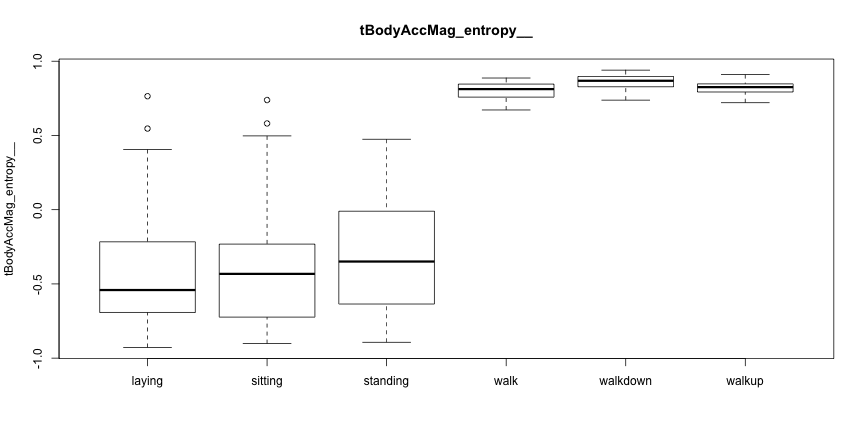 tBodyAccMag_entropy__
tBodyAccMag_entropy__
1.0
0.5
0.0
-0.5
-1.0
laying sitting standing walk walkdown walkup